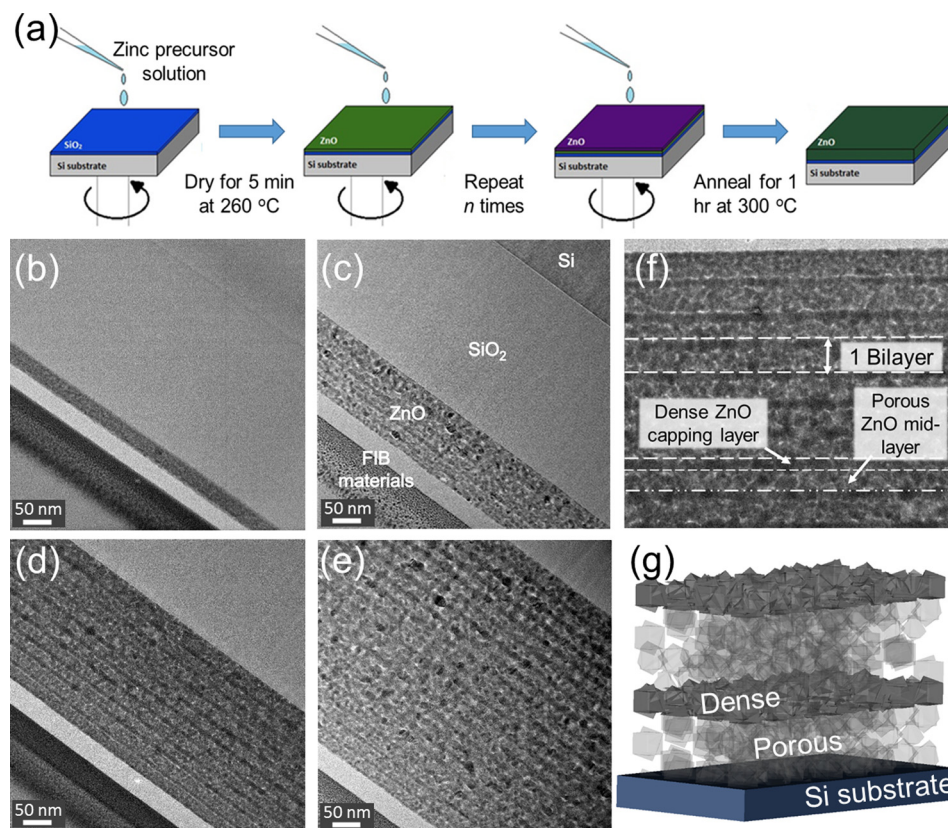 (a)
Zinc precursor
solution
SiO₂
Si substrate
Dry for 5 min
at 260 °C
ZnO
Si substrate
Repeat
n times
ZnO
Si substrate
Anneal for 1
hr at 300 °C
ZnO
Si substrate
(b)
50 nm
(c)
Si
SiO₂
ZnO
FIB
materials
50 nm
(f)
1 Bilayer
Dense ZnO
capping layer
Porous
ZnO mid-
layer
(d)
50 nm
(e)
50 nm
(g)
Dense
Porous
Si substrate